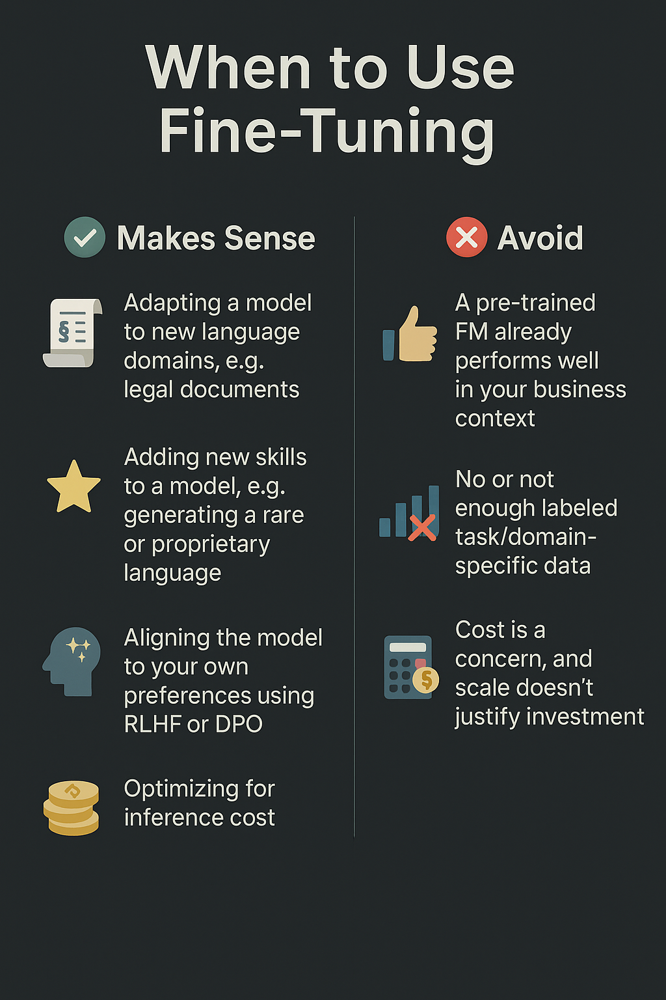 When to Use
Fine-Tuning
Makes Sense
Adapting a model
to new language
domains, e.g.
legal documents
Adding new skills
to a model, e.g.
generating a rare
or proprietary
language
Aligning the model
to your own
preferences using
RLHF or DPO
Optimizing for
inference cost
Avoid
A pre-trained
FM already
performs well
in your business
context
No or not
enough labeled
task/domain-
specific data
Cost is a
concern, and
scale doesn't
justify investment